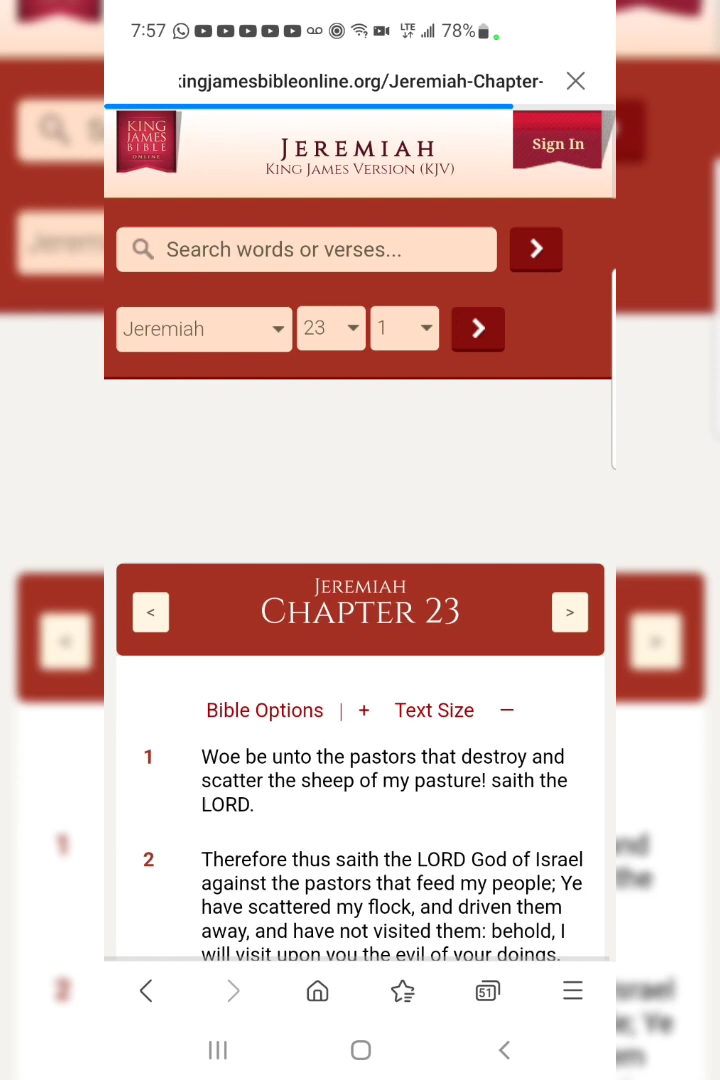 7:57 LTE 78%
kingjamesbibleonline.org/Jeremiah-Chapter-
KING
JAMES
BIBLE
ONLINE
JEREMIAH
KING JAMES VERSION (KJV)
Sign In
Search words or verses...
Jeremiah 23 1
JEREMIAH
CHAPTER 23
< >
Bible Options | + Text Size −
1 Woe be unto the pastors that destroy and
scatter the sheep of my pasture! saith the
LORD.
2 Therefore thus saith the LORD God of Israel
against the pastors that feed my people; Ye
have scattered my flock, and driven them
away, and have not visited them: behold, I
will visit upon you the evil of your doings,
51